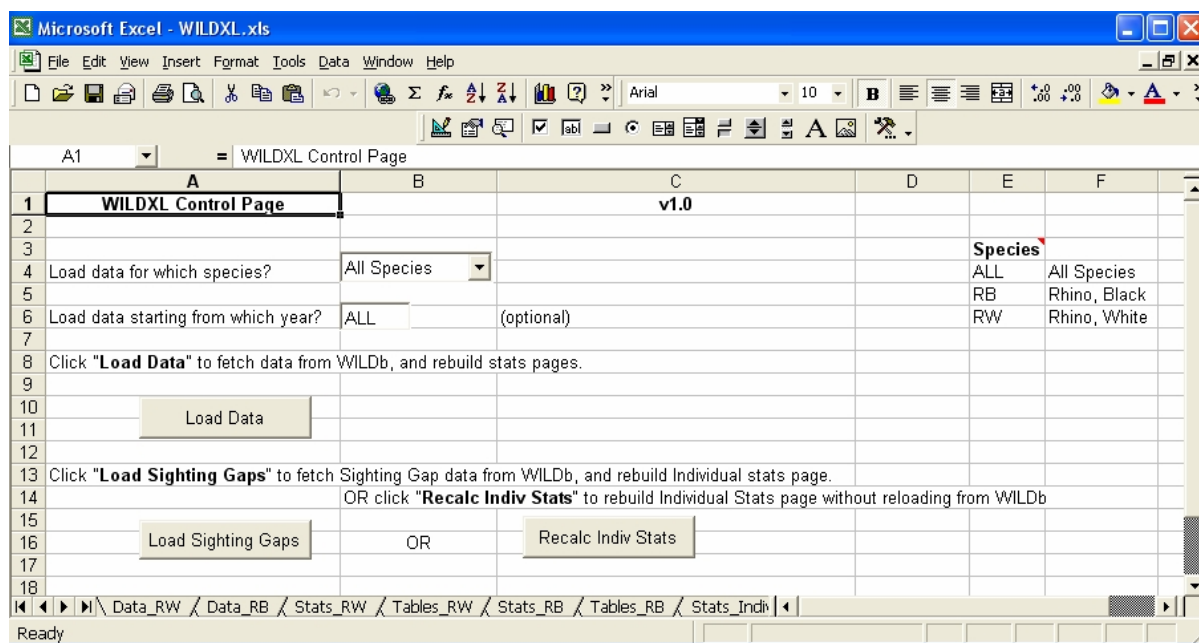 Microsoft Excel - WILDXL.xls
File Edit View Insert Format Tools Data Window Help
Arial 10 B
A1 = WILDXL Control Page
A B C D E F
1 WILDXL Control Page v1.0
2
3 Species
4 Load data for which species? All Species ALL All Species
5 RB Rhino, Black
6 Load data starting from which year? ALL (optional) RW Rhino, White
7
8 Click "Load Data" to fetch data from WILDb, and rebuild stats pages.
9
10 Load Data
11
12
13 Click "Load Sighting Gaps" to fetch Sighting Gap data from WILDb, and rebuild Individual stats page.
14 OR click "Recalc Indiv Stats" to rebuild Individual Stats page without reloading from WILDb
15
16 Load Sighting Gaps OR Recalc Indiv Stats
17
18
Data_RW / Data_RB / Stats_RW / Tables_RW / Stats_RB / Tables_RB / Stats_Indiv
Ready